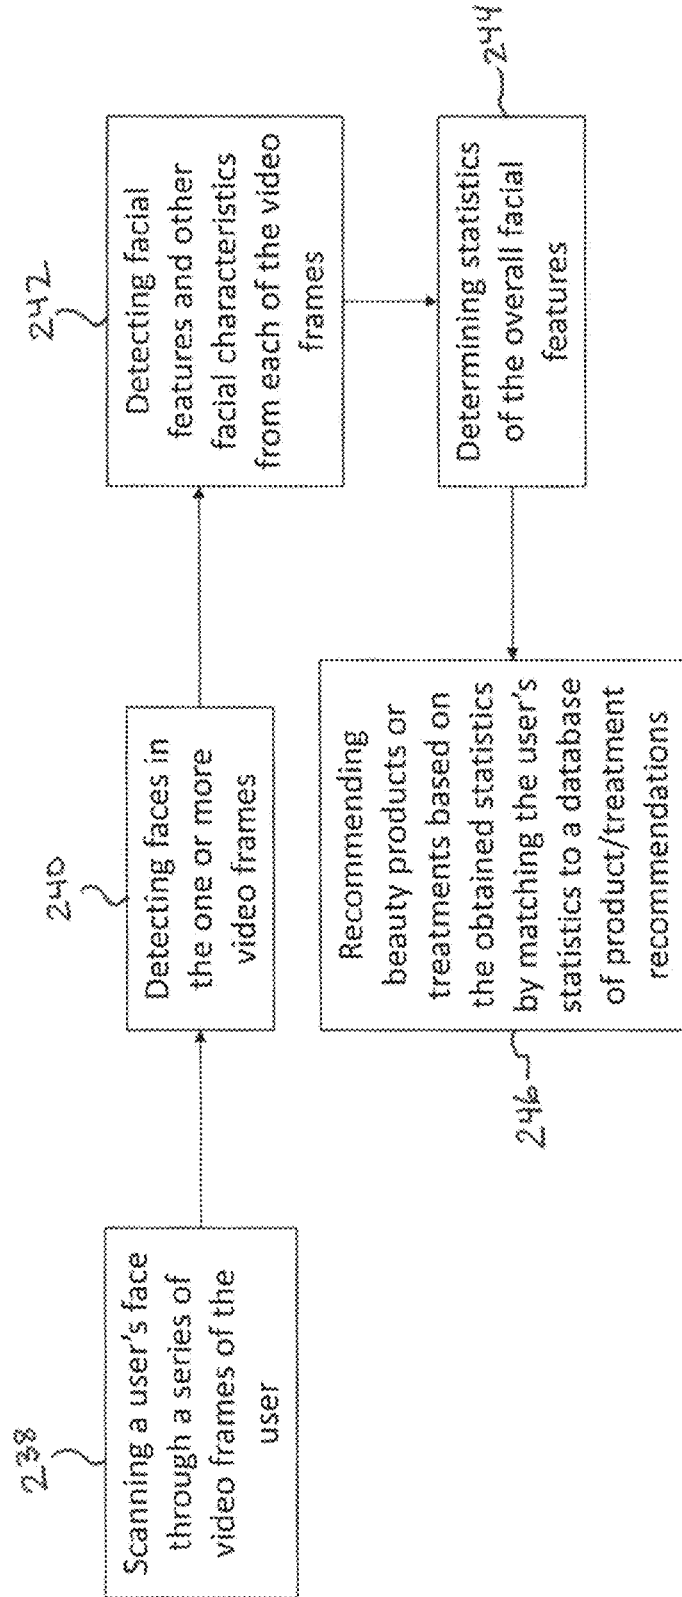 238
Scanning a user's face
through a series of
video frames of the
user
240
Detecting faces in
the one or more
video frames
242
Detecting facial
features and other
facial characteristics
from each of the video
frames
244
Determining statistics
of the overall facial
features
246
Recommending
beauty products or
treatments based on
the obtained statistics
by matching the user's
statistics to a database
of product/treatment
recommendations